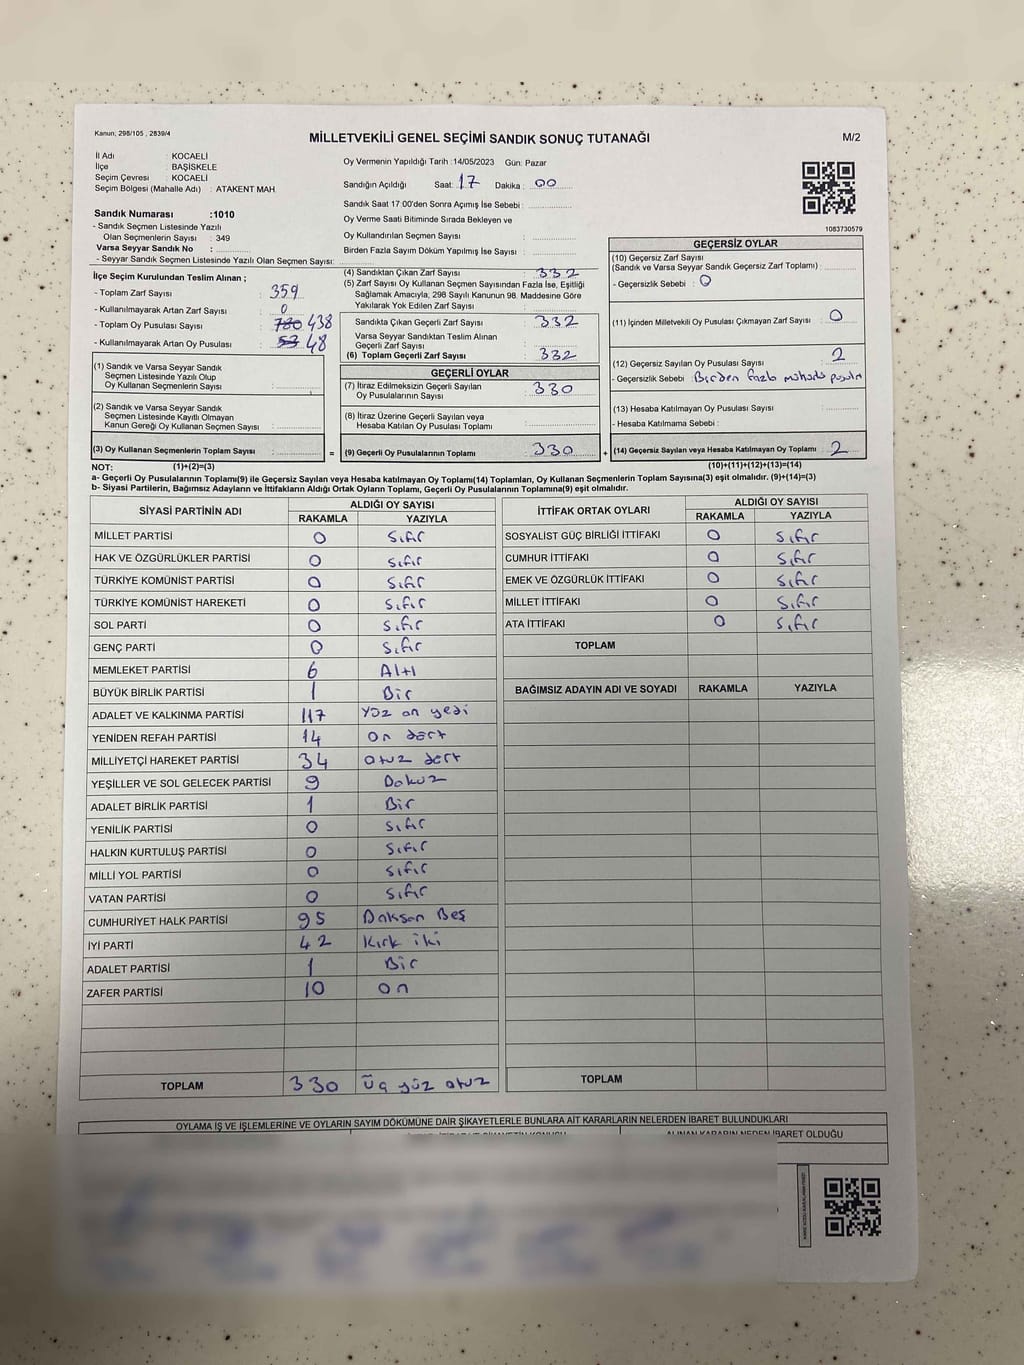 Kanun; 298/105 , 2839/4
MİLLETVEKİLİ GENEL SEÇİMİ SANDIK SONUÇ TUTANAĞI
M/2
İl Adı : KOCAELİ
İlçe : BAŞİSKELE
Seçim Çevresi : KOCAELİ
Seçim Bölgesi (Mahalle Adı) : ATAKENT MAH.
Sandık Numarası :1010
- Sandık Seçmen Listesinde Yazılı
Olan Seçmenlerin Sayısı : 349
Varsa Seyyar Sandık No :
- Seyyar Sandık Seçmen Listesinde Yazılı Olan Seçmen Sayısı:
Oy Vermenin Yapıldığı Tarih :14/05/2023 Gün: Pazar
Sandığın Açıldığı Saat: 17 Dakika : 00
Sandık Saat 17.00'den Sonra Açımış İse Sebebi :
Oy Verme Saati Bitiminde Sırada Bekleyen ve
Oy Kullandırılan Seçmen Sayısı :
Birden Fazla Sayım Döküm Yapılmış İse Sayısı :
1083730579
İlçe Seçim Kurulundan Teslim Alınan ;
- Toplam Zarf Sayısı : 359
- Kullanılmayarak Artan Zarf Sayısı : 0
- Toplam Oy Pusulası Sayısı : 780 438
- Kullanılmayarak Artan Oy Pusulası : 53 48
(1) Sandık ve Varsa Seyyar Sandık
Seçmen Listesinde Yazılı Olup
Oy Kullanan Seçmenlerin Sayısı :
(2) Sandık ve Varsa Seyyar Sandık
Seçmen Listesinde Kayıtlı Olmayan
Kanun Gereği Oy Kullanan Seçmen Sayısı :
(3) Oy Kullanan Seçmenlerin Toplam Sayısı :
(4) Sandıktan Çıkan Zarf Sayısı : 332
(5) Zarf Sayısı Oy Kullanan Seçmen Sayısından Fazla İse, Eşitliği
Sağlamak Amacıyla, 298 Sayılı Kanunun 98. Maddesine Göre
Yakılarak Yok Edilen Zarf Sayısı :
Sandıkta Çıkan Geçerli Zarf Sayısı : 332
Varsa Seyyar Sandıktan Teslim Alınan
Geçerli Zarf Sayısı :
(6) Toplam Geçerli Zarf Sayısı : 332
GEÇERLİ OYLAR
(7) İtiraz Edilmeksizin Geçerli Sayılan
Oy Pusulalarının Sayısı : 330
(8) İtiraz Üzerine Geçerli Sayılan veya
Hesaba Katılan Oy Pusulası Toplamı :
= (9) Geçerli Oy Pusulalarının Toplamı : 330
GEÇERSİZ OYLAR
(10) Geçersiz Zarf Sayısı
(Sandık ve Varsa Seyyar Sandık Geçersiz Zarf Toplamı) :
- Geçersizlik Sebebi : 0
(11) İçinden Milletvekili Oy Pusulası Çıkmayan Zarf Sayısı : 0
(12) Geçersiz Sayılan Oy Pusulası Sayısı : 2
- Geçersizlik Sebebi : Birden fazla
(13) Hesaba Katılmayan Oy Pusulası Sayısı :
- Hesaba Katılmama Sebebi :
+ (14) Geçersiz Sayılan veya Hesaba Katılmayan Oy Toplamı : 2
NOT: (1)+(2)=(3) (10)+(11)+(12)+(13)=(14)
a- Geçerli Oy Pusulalarının Toplamı(9) ile Geçersiz Sayılan veya Hesaba Katılmayan Oy Toplamı(14) Toplamları, Oy Kullanan Seçmenlerin Toplam Sayısına(3) eşit olmalıdır. (9)+(14)=(3)
b- Siyasi Partilerin, Bağımsız Adayların ve İttifakların Aldığı Ortak Oyların Toplamı, Geçerli Oy Pusulalarının Toplamına(9) eşit olmalıdır.
SİYASİ PARTİNİN ADI ALDIĞI OY SAYISI
RAKAMLA YAZIYLA
MİLLET PARTİSİ 0 Sıfır
HAK VE ÖZGÜRLÜKLER PARTİSİ 0 Sıfır
TÜRKİYE KOMÜNİST PARTİSİ 0 Sıfır
TÜRKİYE KOMÜNİST HAREKETİ 0 Sıfır
SOL PARTİ 0 Sıfır
GENÇ PARTİ 0 Sıfır
MEMLEKET PARTİSİ 6 Altı
BÜYÜK BİRLİK PARTİSİ 1 Bir
ADALET VE KALKINMA PARTİSİ 117 Yüz on yedi
YENİDEN REFAH PARTİSİ 14 On dört
MİLLİYETÇİ HAREKET PARTİSİ 34 Otuz dört
YEŞİLLER VE SOL GELECEK PARTİSİ 9 Dokuz
ADALET BİRLİK PARTİSİ 1 Bir
YENİLİK PARTİSİ 0 Sıfır
HALKIN KURTULUŞ PARTİSİ 0 Sıfır
MİLLİ YOL PARTİSİ 0 Sıfır
VATAN PARTİSİ 0 Sıfır
CUMHURİYET HALK PARTİSİ 95 Doksan Beş
İYİ PARTİ 42 Kırk iki
ADALET PARTİSİ 1 Bir
ZAFER PARTİSİ 10 On
TOPLAM 330 Üç yüz otuz
İTTİFAK ORTAK OYLARI ALDIĞI OY SAYISI
RAKAMLA YAZIYLA
SOSYALİST GÜÇ BİRLİĞİ İTTİFAKI 0 Sıfır
CUMHUR İTTİFAKI 0 Sıfır
EMEK VE ÖZGÜRLÜK İTTİFAKI 0 Sıfır
MİLLET İTTİFAKI 0 Sıfır
ATA İTTİFAKI 0 Sıfır
TOPLAM
BAĞIMSIZ ADAYIN ADI VE SOYADI RAKAMLA YAZIYLA
TOPLAM
OYLAMA İŞ VE İŞLEMLERİNE VE OYLARIN SAYIM DÖKÜMÜNE DAİR ŞİKAYETLERLE BUNLARA AİT KARARLARIN NELERDEN İBARET BULUNDUKLARI
ALINAN KARARIN NEDEN İBARET OLDUĞU